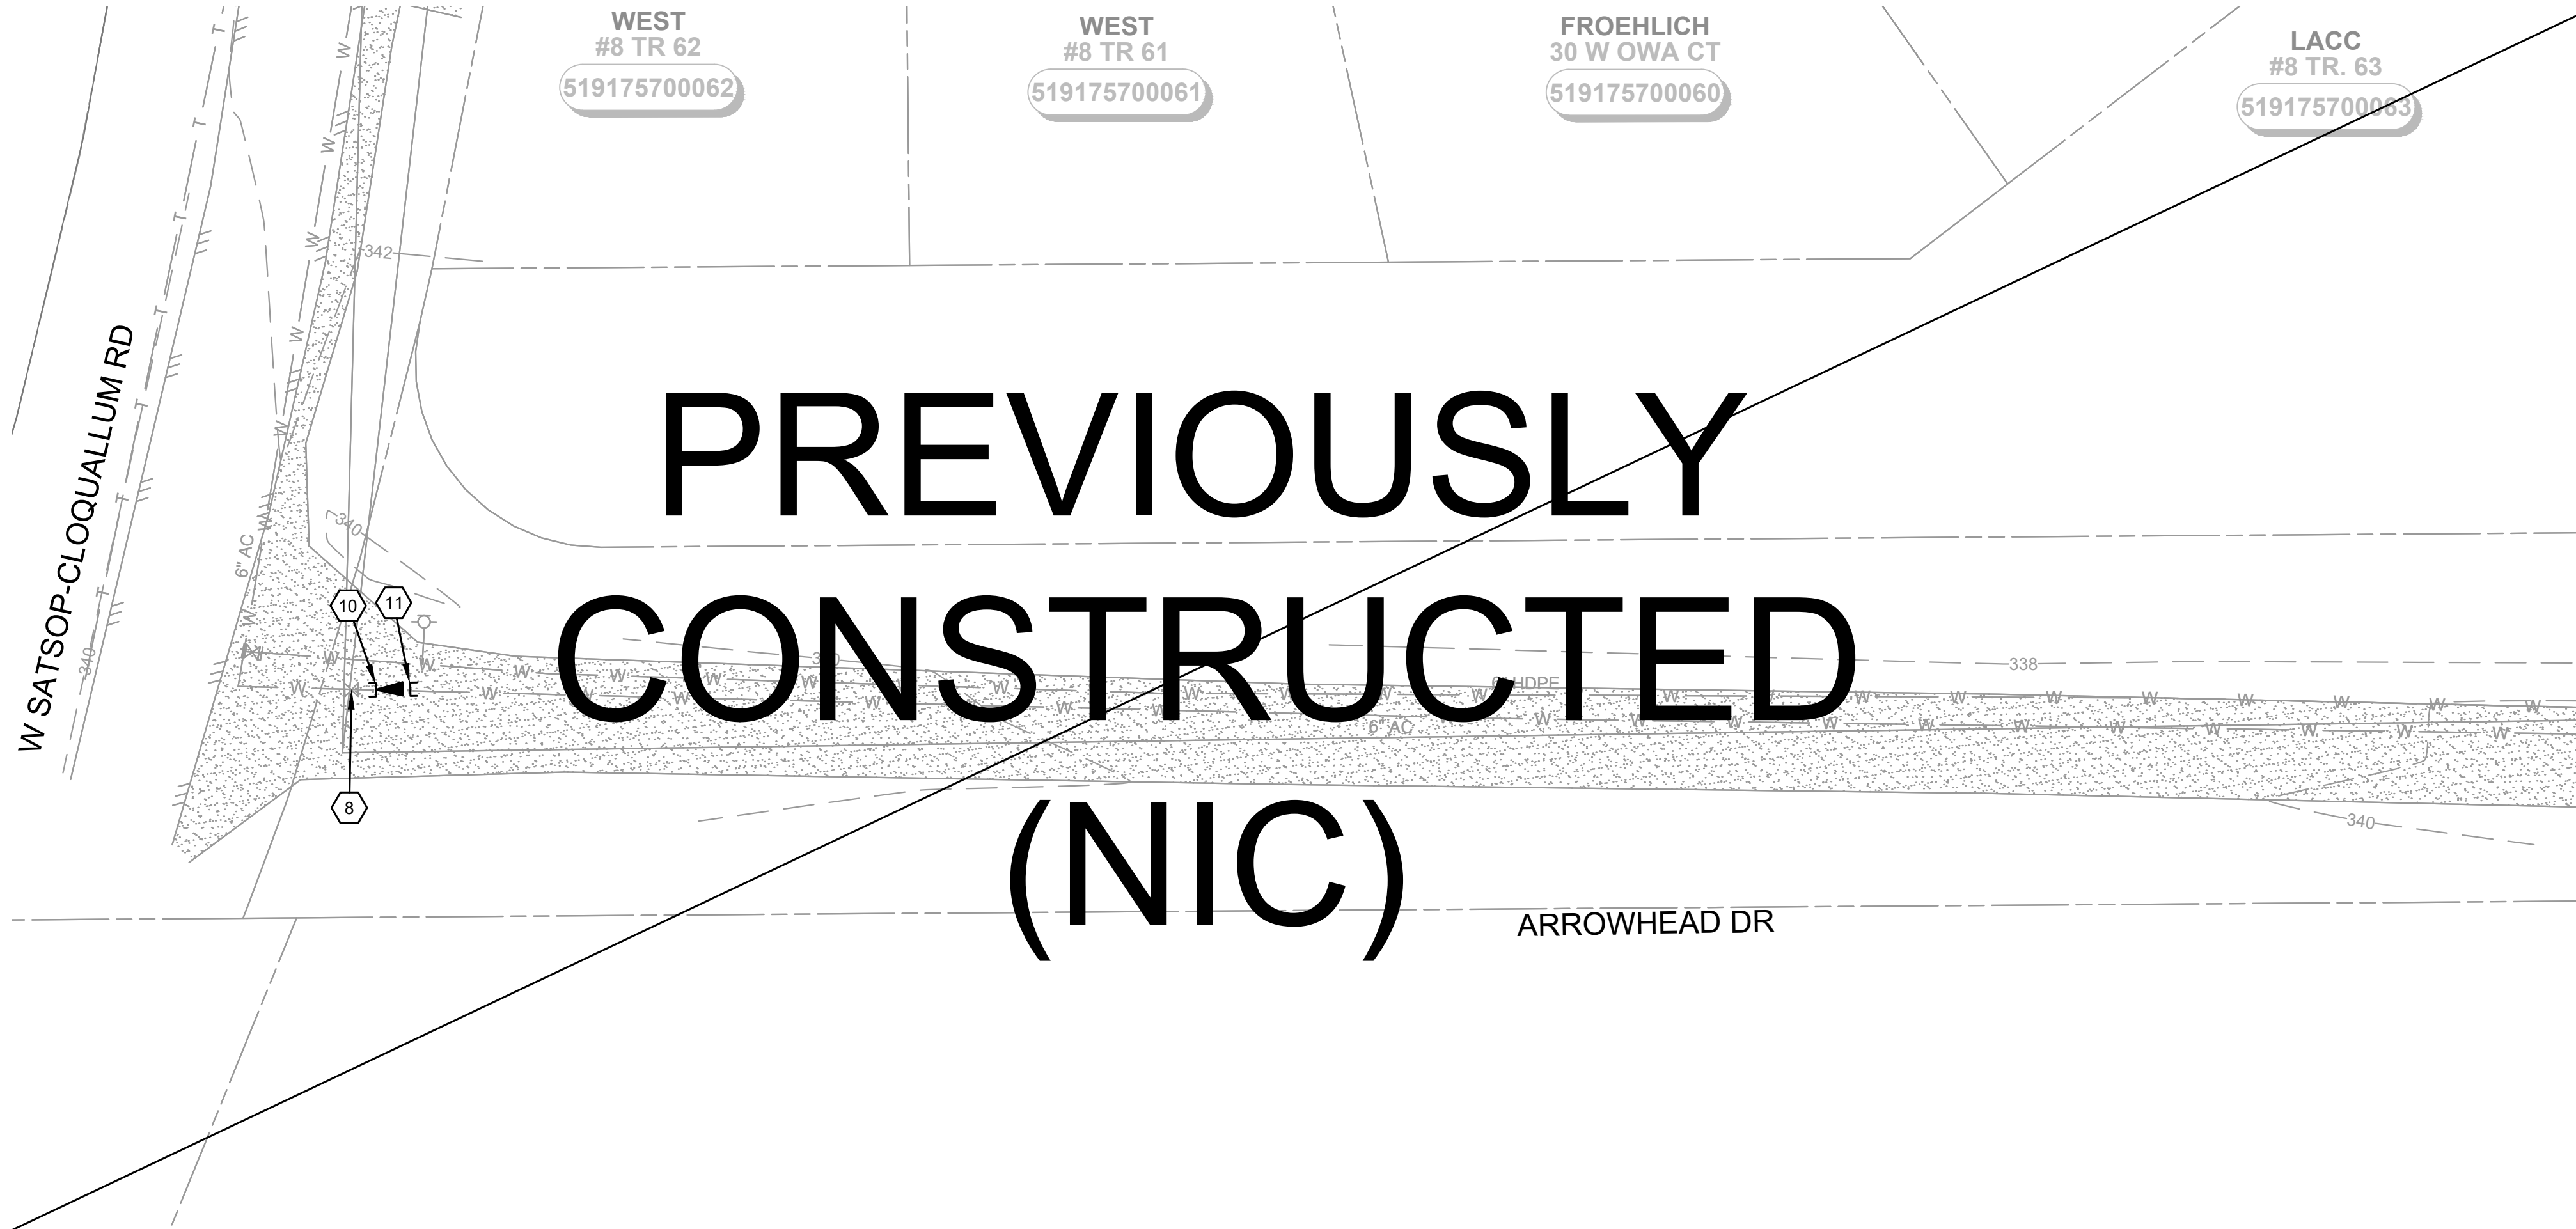 WEST
#8 TR 62
519175700062
WEST
#8 TR 61
519175700061
FROEHLICH
30 W OWA CT
519175700060
LACC
#8 TR. 63
519175700063
342
W SATSOP-CLOQUALLUM RD
PREVIOUSLY
CONSTRUCTED
(NIC)
340
6" AC
10
11
340
338
6" HDPE
6" AC
8
340
ARROWHEAD DR